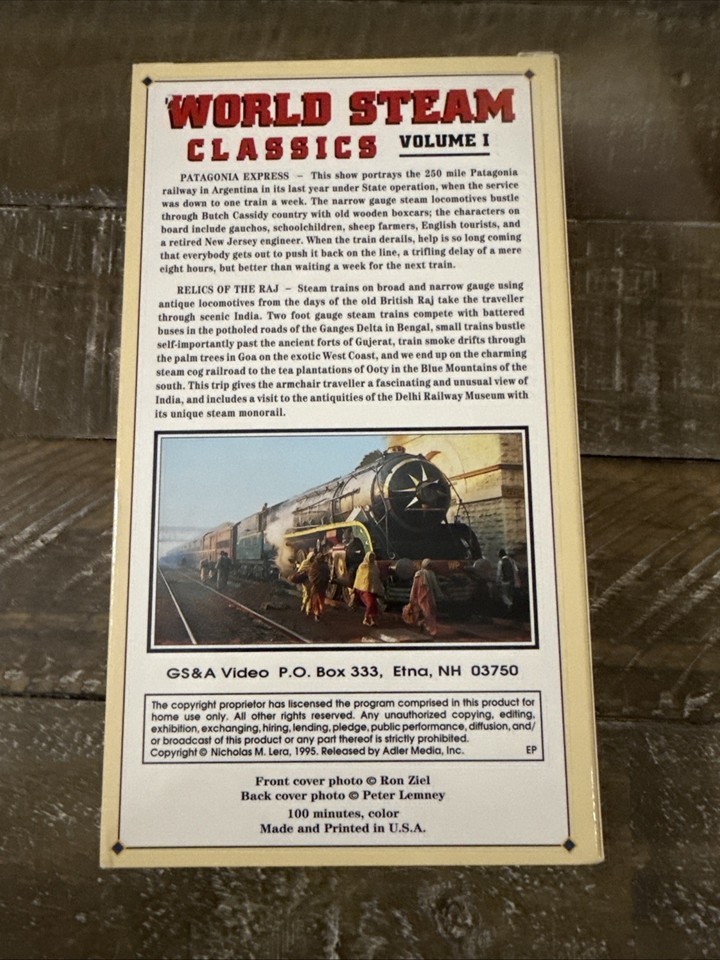 WORLD STEAM
CLASSICS VOLUME I
PATAGONIA EXPRESS – This show portrays the 250 mile Patagonia
railway in Argentina in its last year under State operation, when the service
was down to one train a week. The narrow gauge steam locomotives bustle
through Butch Cassidy country with old wooden boxcars; the characters on
board include gauchos, schoolchildren, sheep farmers, English tourists, and
a retired New Jersey engineer. When the train derails, help is so long coming
that everybody gets out to push it back on the line, a trifling delay of a mere
eight hours, but better than waiting a week for the next train.
RELICS OF THE RAJ – Steam trains on broad and narrow gauge using
antique locomotives from the days of the old British Raj take the traveller
through scenic India. Two foot gauge steam trains compete with battered
buses in the potholed roads of the Ganges Delta in Bengal, small trains bustle
self-importantly past the ancient forts of Gujerat, train smoke drifts through
the palm trees in Goa on the exotic West Coast, and we end up on the charming
steam cog railroad to the tea plantations of Ooty in the Blue Mountains of the
south. This trip gives the armchair traveller a fascinating and unusual view of
India, and includes a visit to the antiquities of the Delhi Railway Museum with
its unique steam monorail.
GS&A Video P.O. Box 333, Etna, NH 03750
The copyright proprietor has liscensed the program comprised in this product for
home use only. All other rights reserved. Any unauthorized copying, editing,
exhibition, exchanging, hiring, lending, pledge, public performance, diffusion, and/
or broadcast of this product or any part thereof is strictly prohibited.
Copyright © Nicholas M. Lera, 1995. Released by Adler Media, Inc. EP
Front cover photo © Ron Ziel
Back cover photo © Peter Lemney
100 minutes, color
Made and Printed in U.S.A.